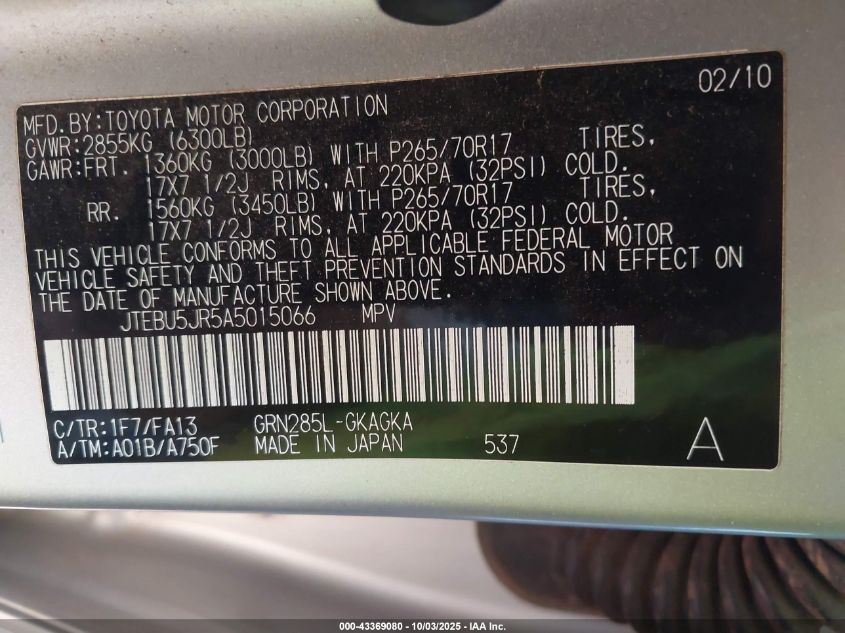 02/10
MFD.BY:TOYOTA MOTOR CORPORATION
GVWR:2855KG (6300LB)
GAWR:FRT. 1360KG (3000LB) WITH P265/70R17 TIRES,
17X7 1/2J RIMS, AT 220KPA (32PSI) COLD.
RR. 1560KG (3450LB) WITH P265/70R17 TIRES,
17X7 1/2J RIMS, AT 220KPA (32PSI) COLD.
THIS VEHICLE CONFORMS TO ALL APPLICABLE FEDERAL MOTOR
VEHICLE SAFETY AND THEFT PREVENTION STANDARDS IN EFFECT ON
THE DATE OF MANUFACTURE SHOWN ABOVE.
JTEBU5JR5A5015066 MPV
C/TR:1F7/FA13 GRN285L-GKAGKA
A/TM:A01B/A750F MADE IN JAPAN 537 A
000-43369080 - 10/03/2025 - IAA Inc.